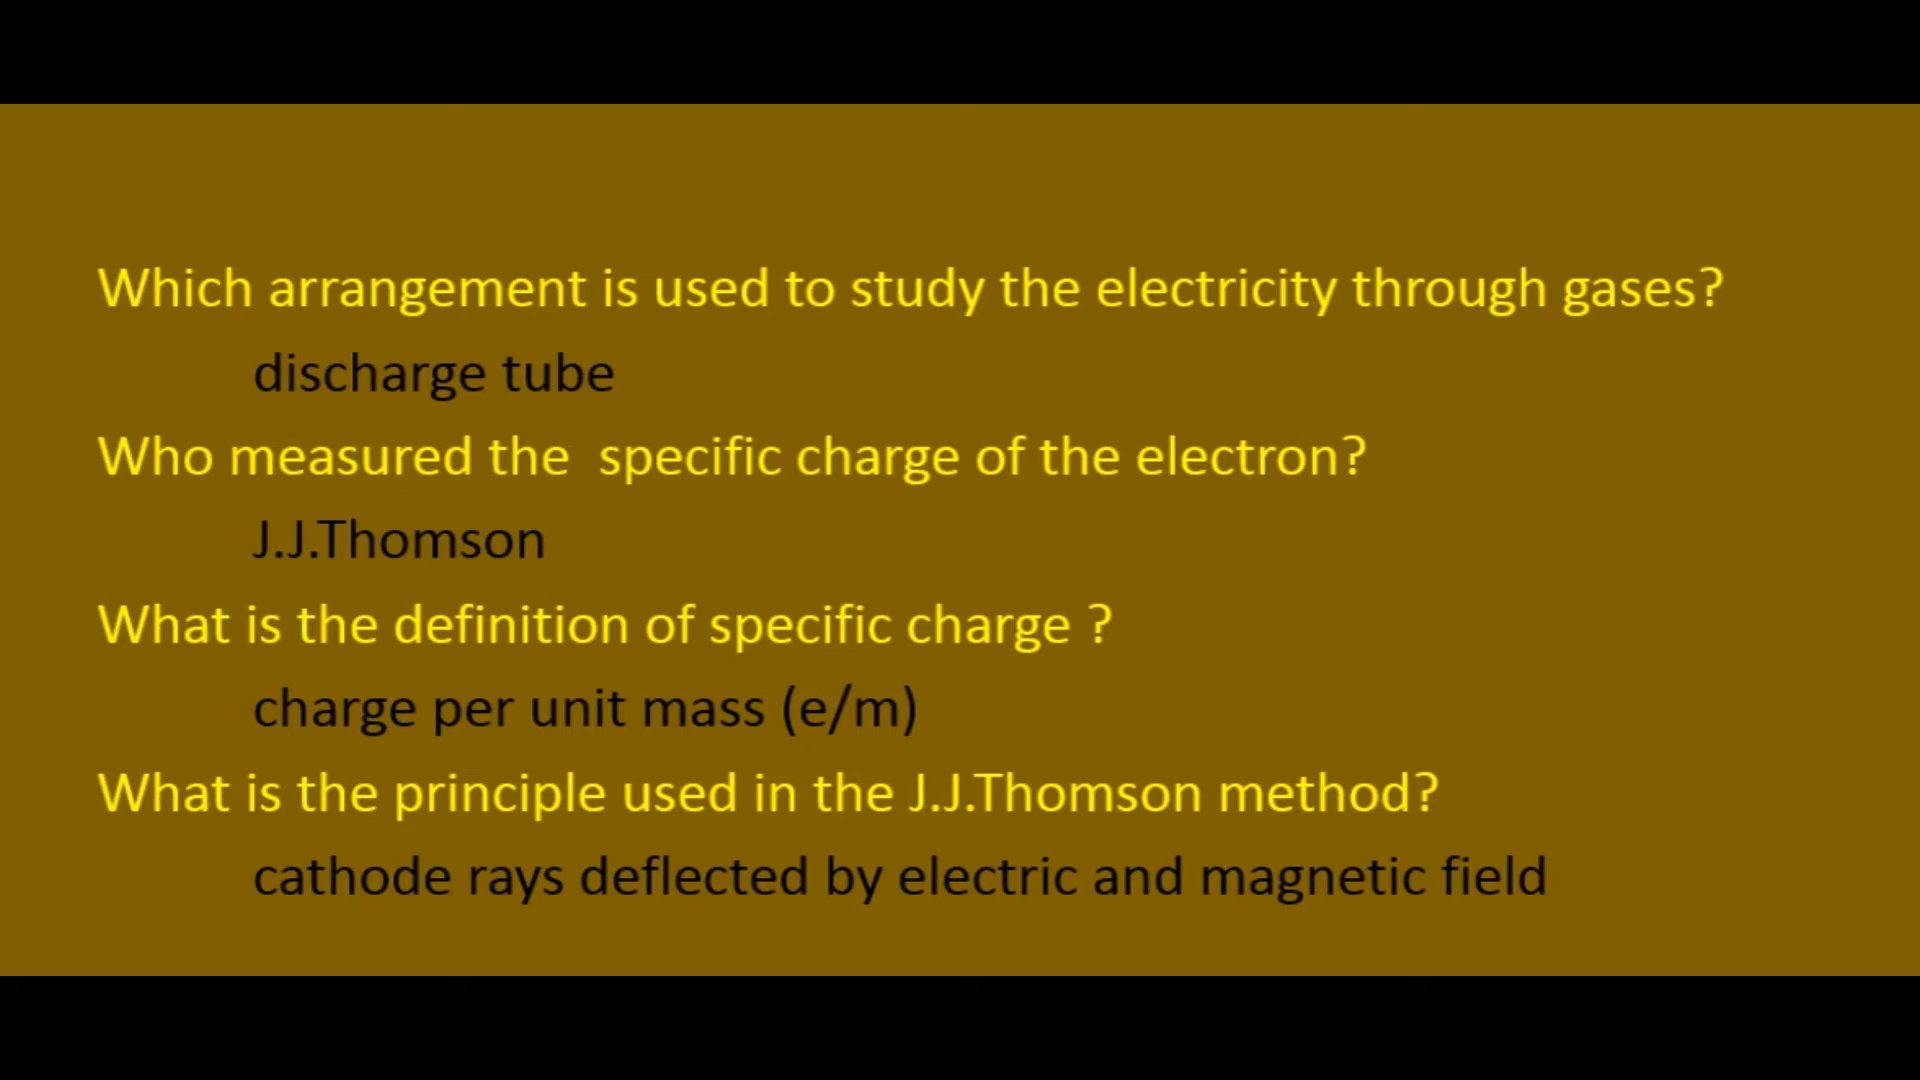 Which arrangement is used to study the electricity through gases?
discharge tube
Who measured the  specific charge of the electron?
J.J.Thomson
What is the definition of specific charge ?
charge per unit mass (e/m)
What is the principle used in the J.J.Thomson method?
cathode rays deflected by electric and magnetic field